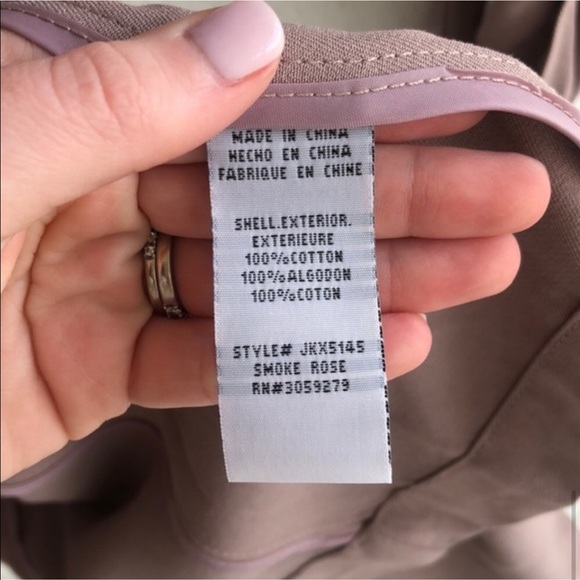 MADE IN CHINA
HECHO EN CHINA
FABRIQUE EN CHINE
SHELL.EXTERIOR.
EXTERIEURE
100%COTTON
100%ALGODON
100%COTON
STYLE# JKX5145
SMOKE ROSE
RN#3059279